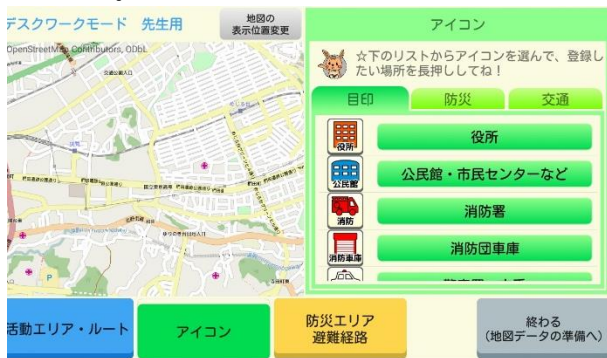 デスクワークモード 先生用
地図の
表示位置
変更
OpenStreetMap Contributors, ODbL
アイコン
☆下のリストからアイコンを選んで、登録し
たい場所を長押ししてね！
目印
防災
交通
役所
役所
公民館
公民館・市民センターなど
消防
消防署
消防車庫
消防団車庫
活動エリア・ルート
アイコン
防災エリア
避難経路
終わる
(地図データの準備へ)